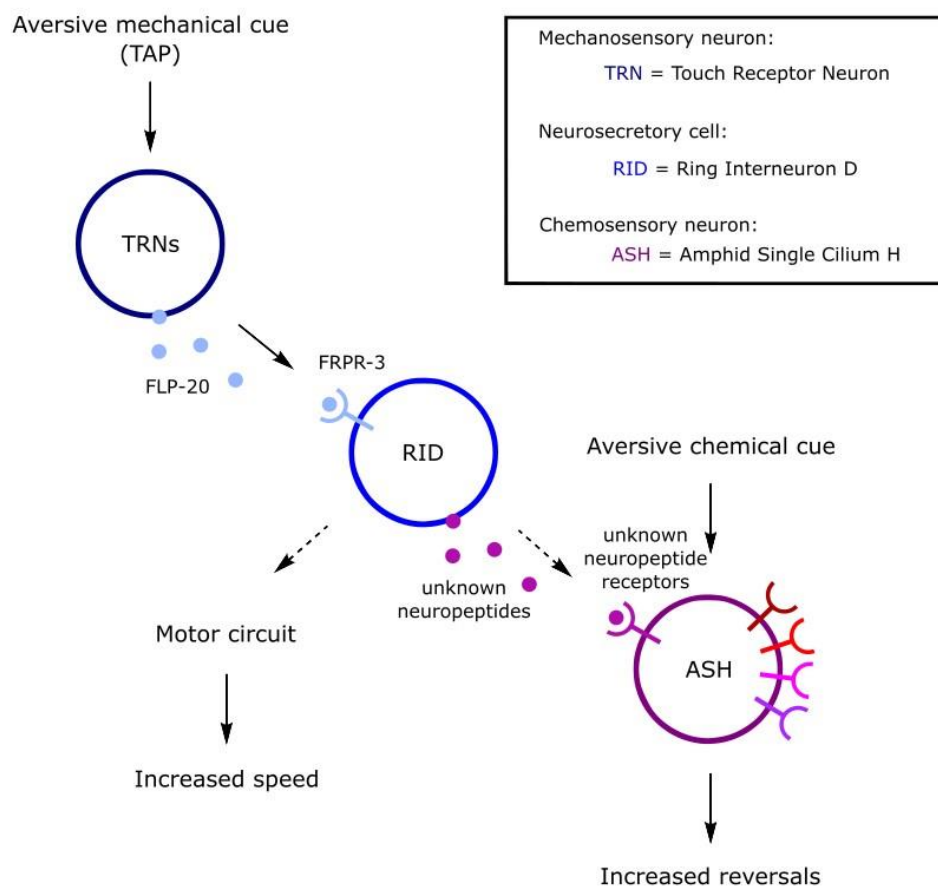 Aversive mechanical cue
(TAP)
Mechanosensory neuron:
TRN = Touch Receptor Neuron
Neurosecretory cell:
RID = Ring Interneuron D
Chemosensory neuron:
ASH = Amphid Single Cilium H
TRNs
FLP-20
FRPR-3
RID
Aversive chemical cue
unknown
neuropeptide
receptors
unknown
neuropeptides
Motor circuit
ASH
Increased speed
Increased reversals